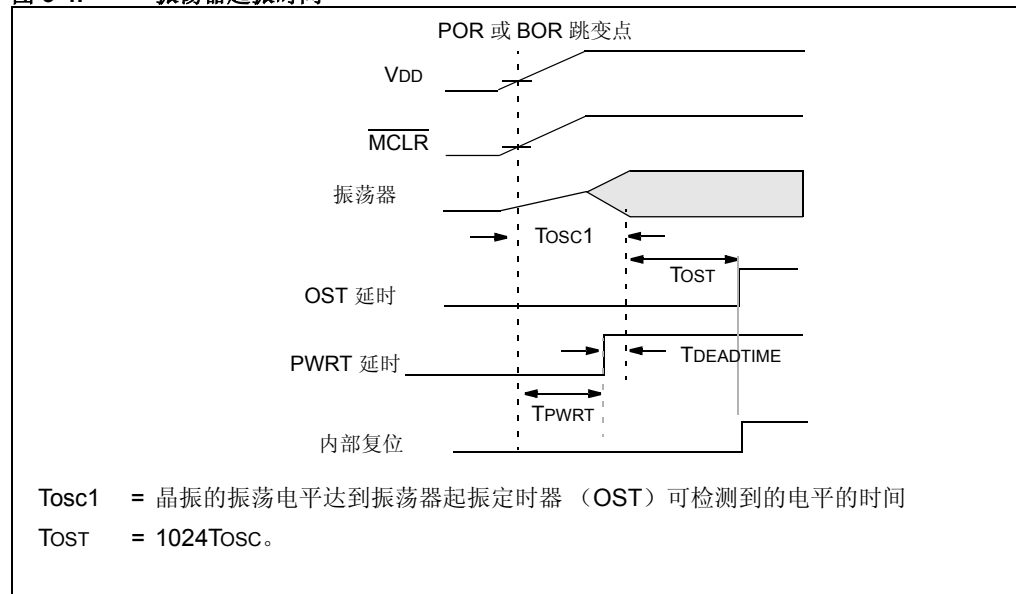 POR 或 BOR 跳变点
VDD
MCLR
振荡器
TOSC1
TOST
OST 延时
PWRT 延时
TDEADTIME
TPWRT
内部复位
Tosc1 = 晶振的振荡电平达到振荡器起振定时器 （OST）可检测到的电平的时间
TOST = 1024TOSC。